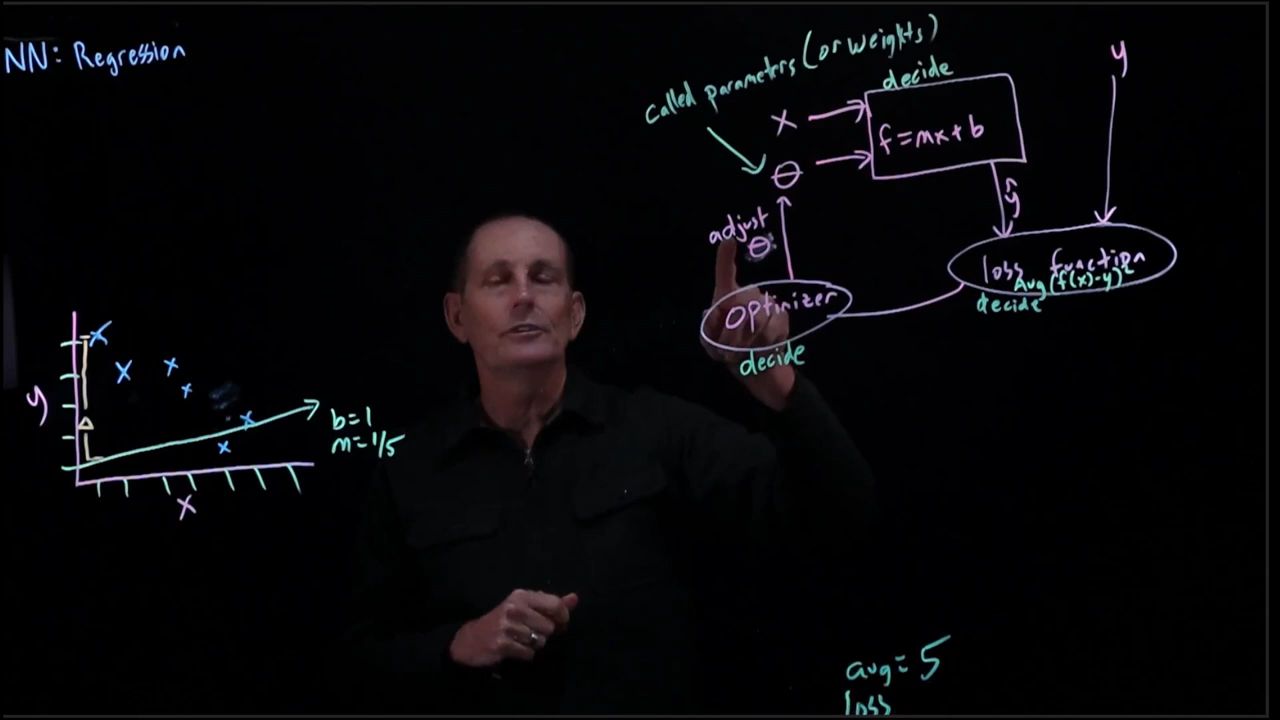 NN: Regression
called parameters (or weights)
decide
y
x
f=mx+b
θ
ŷ
adjust
θ
loss function
Avg(f(x)-y)²
decide
optimizer
decide
y
Δ
b=1
m=1/5
x
avg = 5
loss